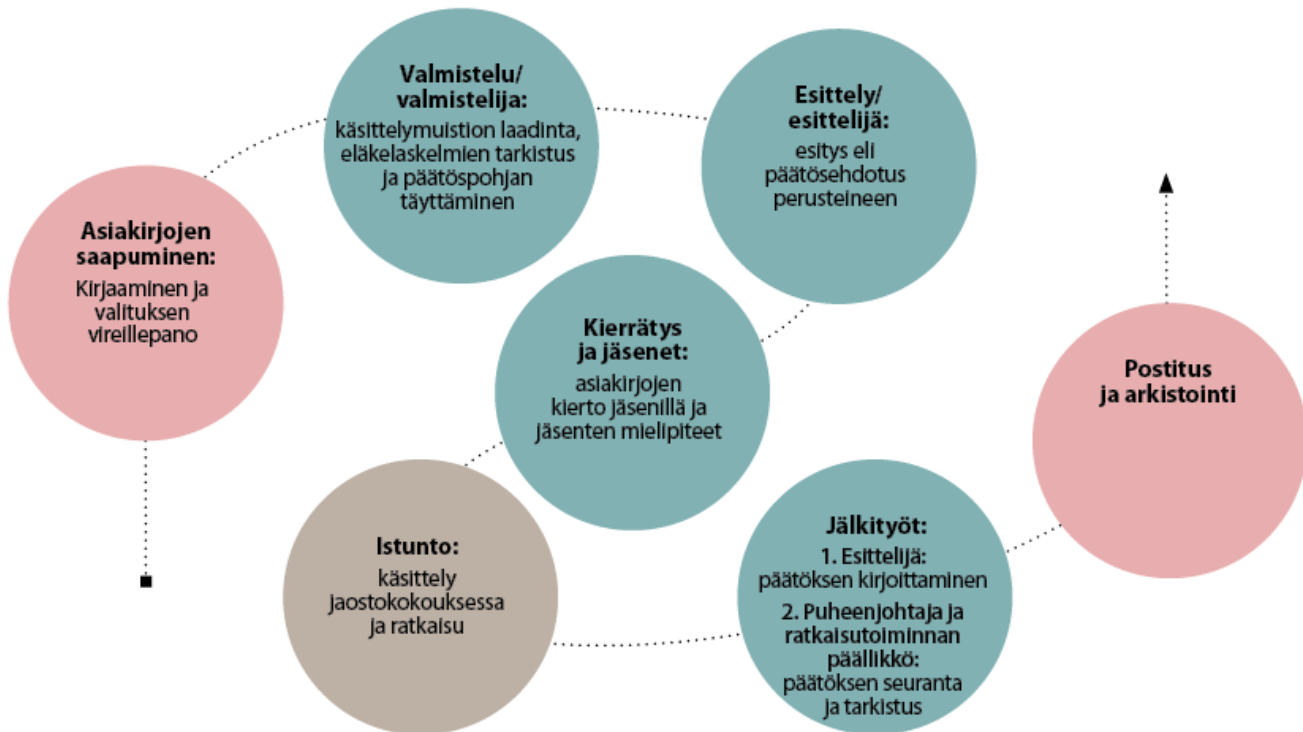 Asiakirjojen
saapuminen:
Kirjaaminen ja
valituksen
vireillepano
Valmistelu/
valmistelija:
käsittelymuistion laadinta,
eläkelaskelmien tarkistus
ja päätöspohjan
täyttäminen
Esittely/
esittelijä:
esitys eli
päätösehdotus
perusteineen
Kierrätys
ja jäsenet:
asiakirjojen
kierto jäsenillä ja
jäsenten mielipiteet
Istunto:
käsittely
jaostokokouksessa
ja ratkaisu
Jälkityöt:
1. Esittelijä:
päätöksen kirjoittaminen
2. Puheenjohtaja ja
ratkaisutoiminnan
päällikkö:
päätöksen seuranta
ja tarkistus
Postitus
ja arkistointi